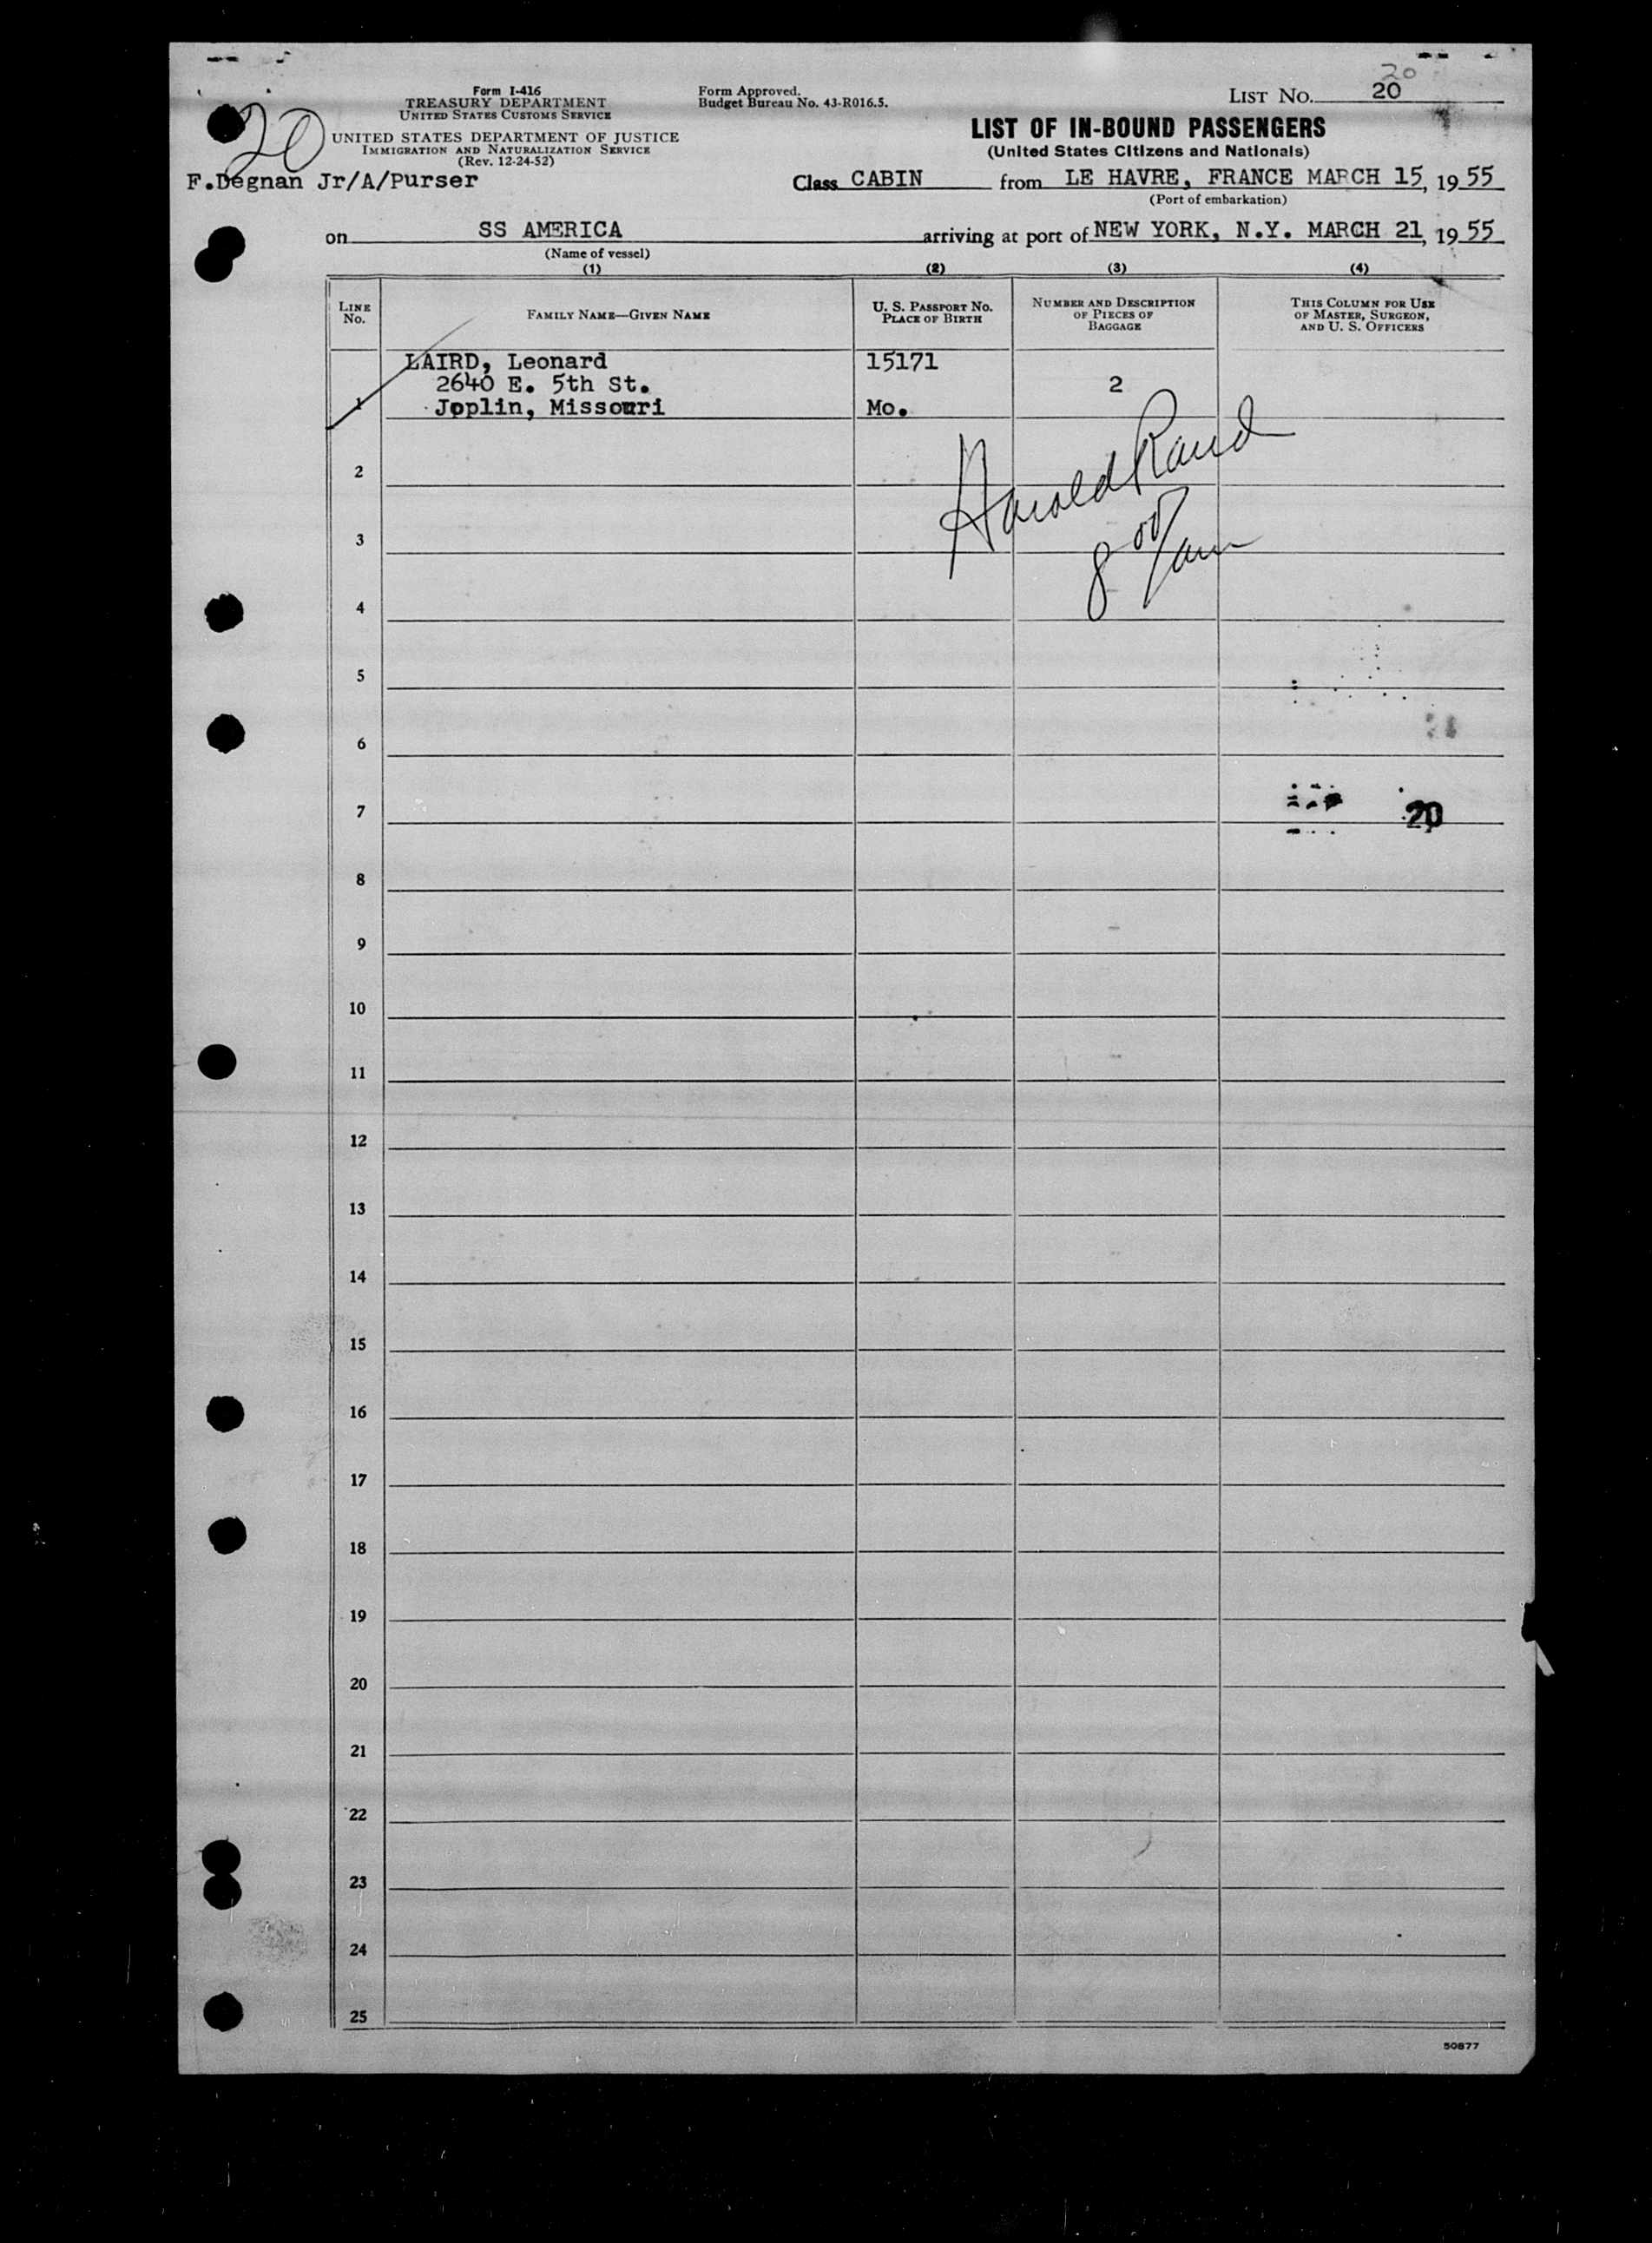 20
Form I-416
TREASURY DEPARTMENT
UNITED STATES CUSTOMS SERVICE
UNITED STATES DEPARTMENT OF JUSTICE
IMMIGRATION AND NATURALIZATION SERVICE
(Rev. 12-24-52)
Form Approved.
Budget Bureau No. 43-R016.5.
20
LIST No. 20
LIST OF IN-BOUND PASSENGERS
(United States Citizens and Nationals)
F.Degnan Jr/A/Purser
Class CABIN from LE HAVRE, FRANCE MARCH 15, 1955
(Port of embarkation)
on SS AMERICA arriving at port of NEW YORK, N.Y. MARCH 21, 1955
(Name of vessel)
(1) (2) (3) (4)
LINE No.
FAMILY NAME—GIVEN NAME
U. S. PASSPORT No.
PLACE OF BIRTH
NUMBER AND DESCRIPTION
OF PIECES OF
BAGGAGE
THIS COLUMN FOR USE
OF MASTER, SURGEON,
AND U. S. OFFICERS
LAIRD, Leonard 15171
2640 E. 5th St. 2
1 Joplin, Missouri Mo.
Harold Rand
8 00/am
2
3
4
5
6
7 20
8
9
10
11
12
13
14
15
16
17
18
19
20
21
22
23
24
25
50877